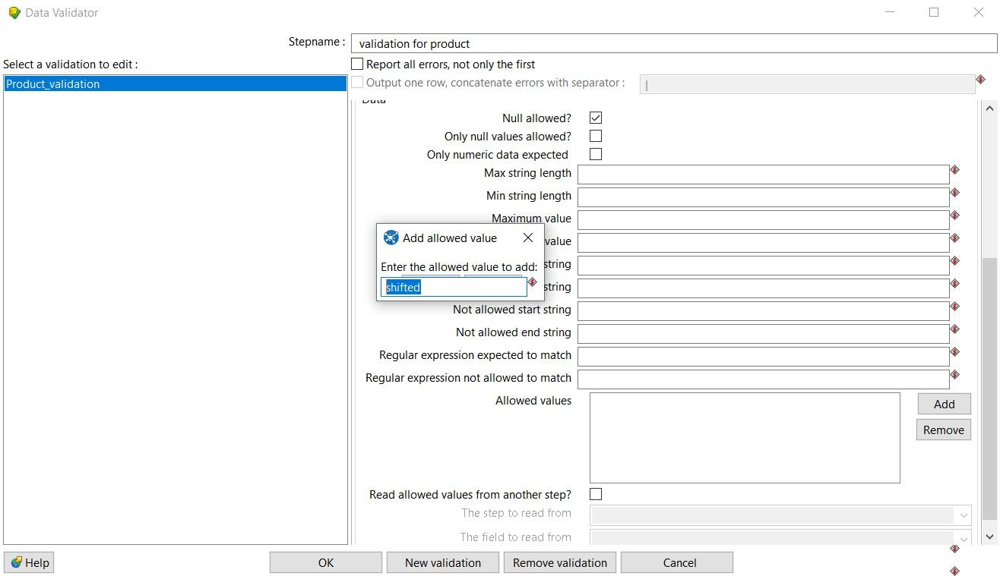 Data Validator
Stepname :
validation for product
Select a validation to edit :
Report all errors, not only the first
Product_validation
Output one row, concatenate errors with separator :
|
Data
Null allowed?
Only null values allowed?
Only numeric data expected
Max string length
Min string length
Maximum value
value
string
string
Add allowed value
Enter the allowed value to add:
shifted
Not allowed start string
Not allowed end string
Regular expression expected to match
Regular expression not allowed to match
Allowed values
Add
Remove
Read allowed values from another step?
The step to read from
The field to read from
Help
OK
New validation
Remove validation
Cancel